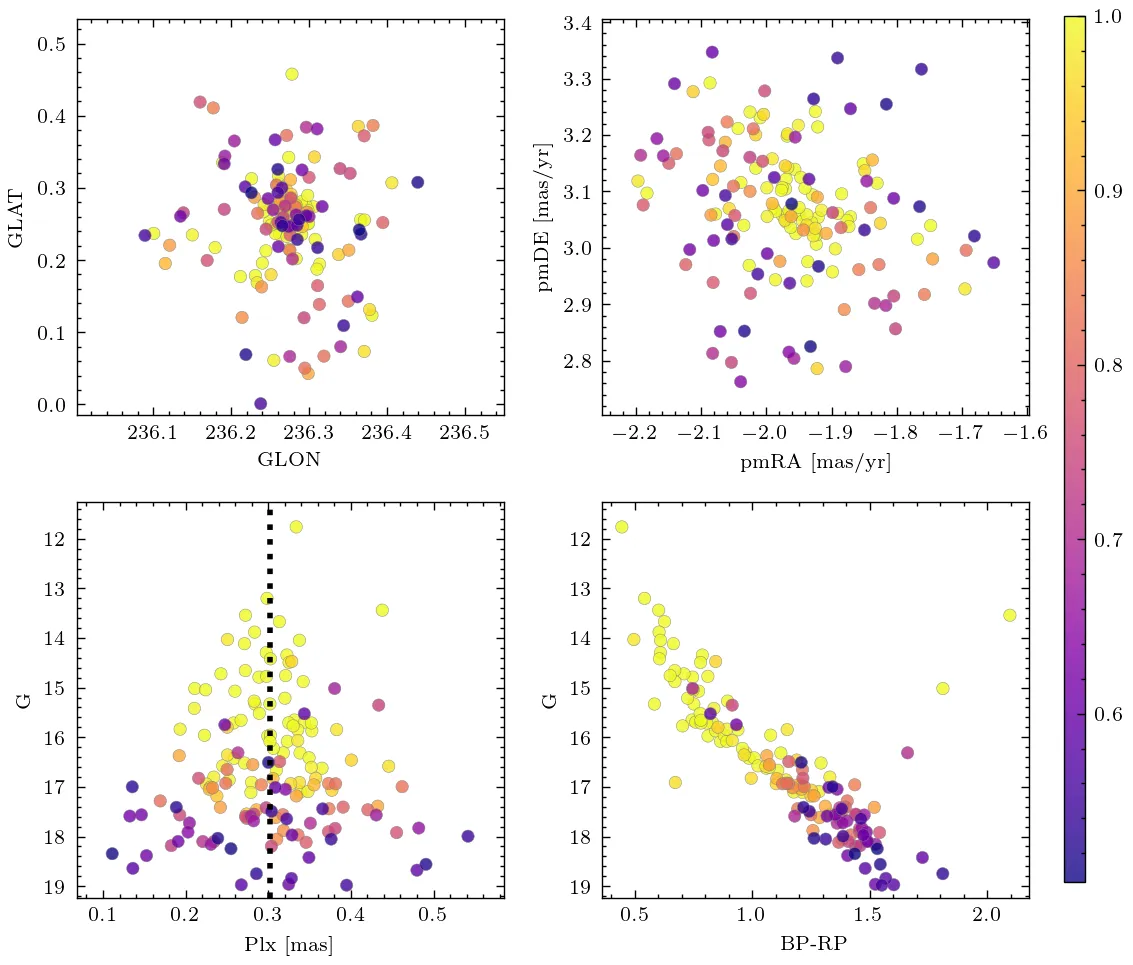 0.5
0.4
0.3
0.2
0.1
0.0
GLAT
236.1 236.2 236.3 236.4 236.5
GLON
3.4
3.3
3.2
3.1
3.0
2.9
2.8
pmDE [mas/yr]
−2.2 −2.1 −2.0 −1.9 −1.8 −1.7 −1.6
pmRA [mas/yr]
1.0
0.9
0.8
0.7
0.6
12
13
14
15
16
17
18
19
G
0.1 0.2 0.3 0.4 0.5
Plx [mas]
12
13
14
15
16
17
18
19
G
0.5 1.0 1.5 2.0
BP-RP